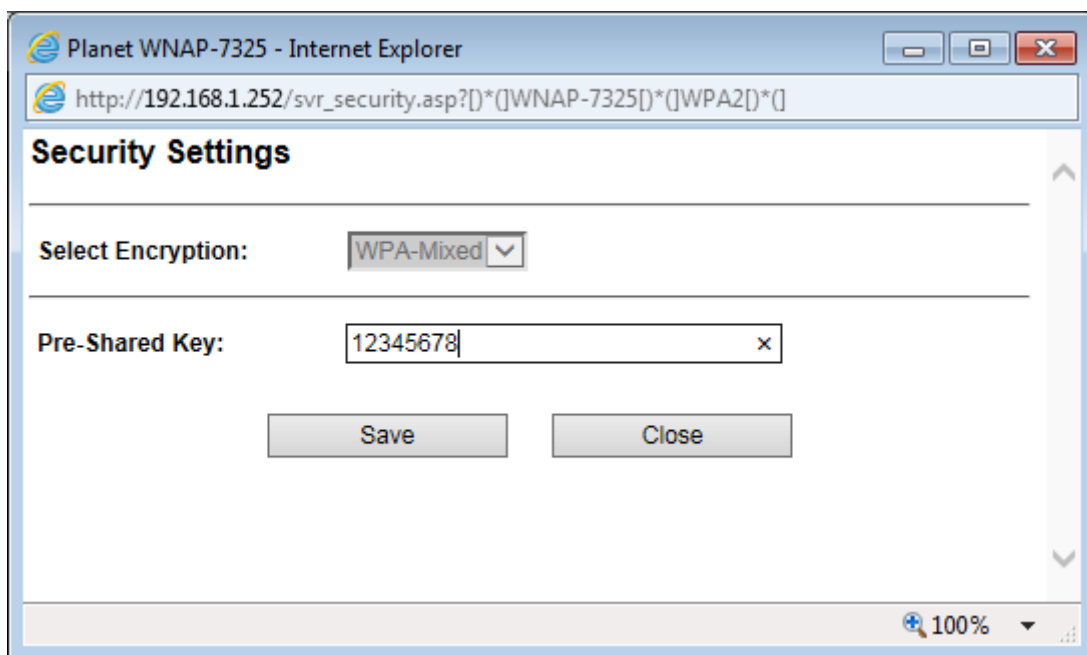 Planet WNAP-7325 - Internet Explorer
http://192.168.1.252/svr_security.asp?[)*(]WNAP-7325[)*(]WPA2[)*(]
Security Settings
Select Encryption: WPA-Mixed
Pre-Shared Key: 12345678
Save Close
100%